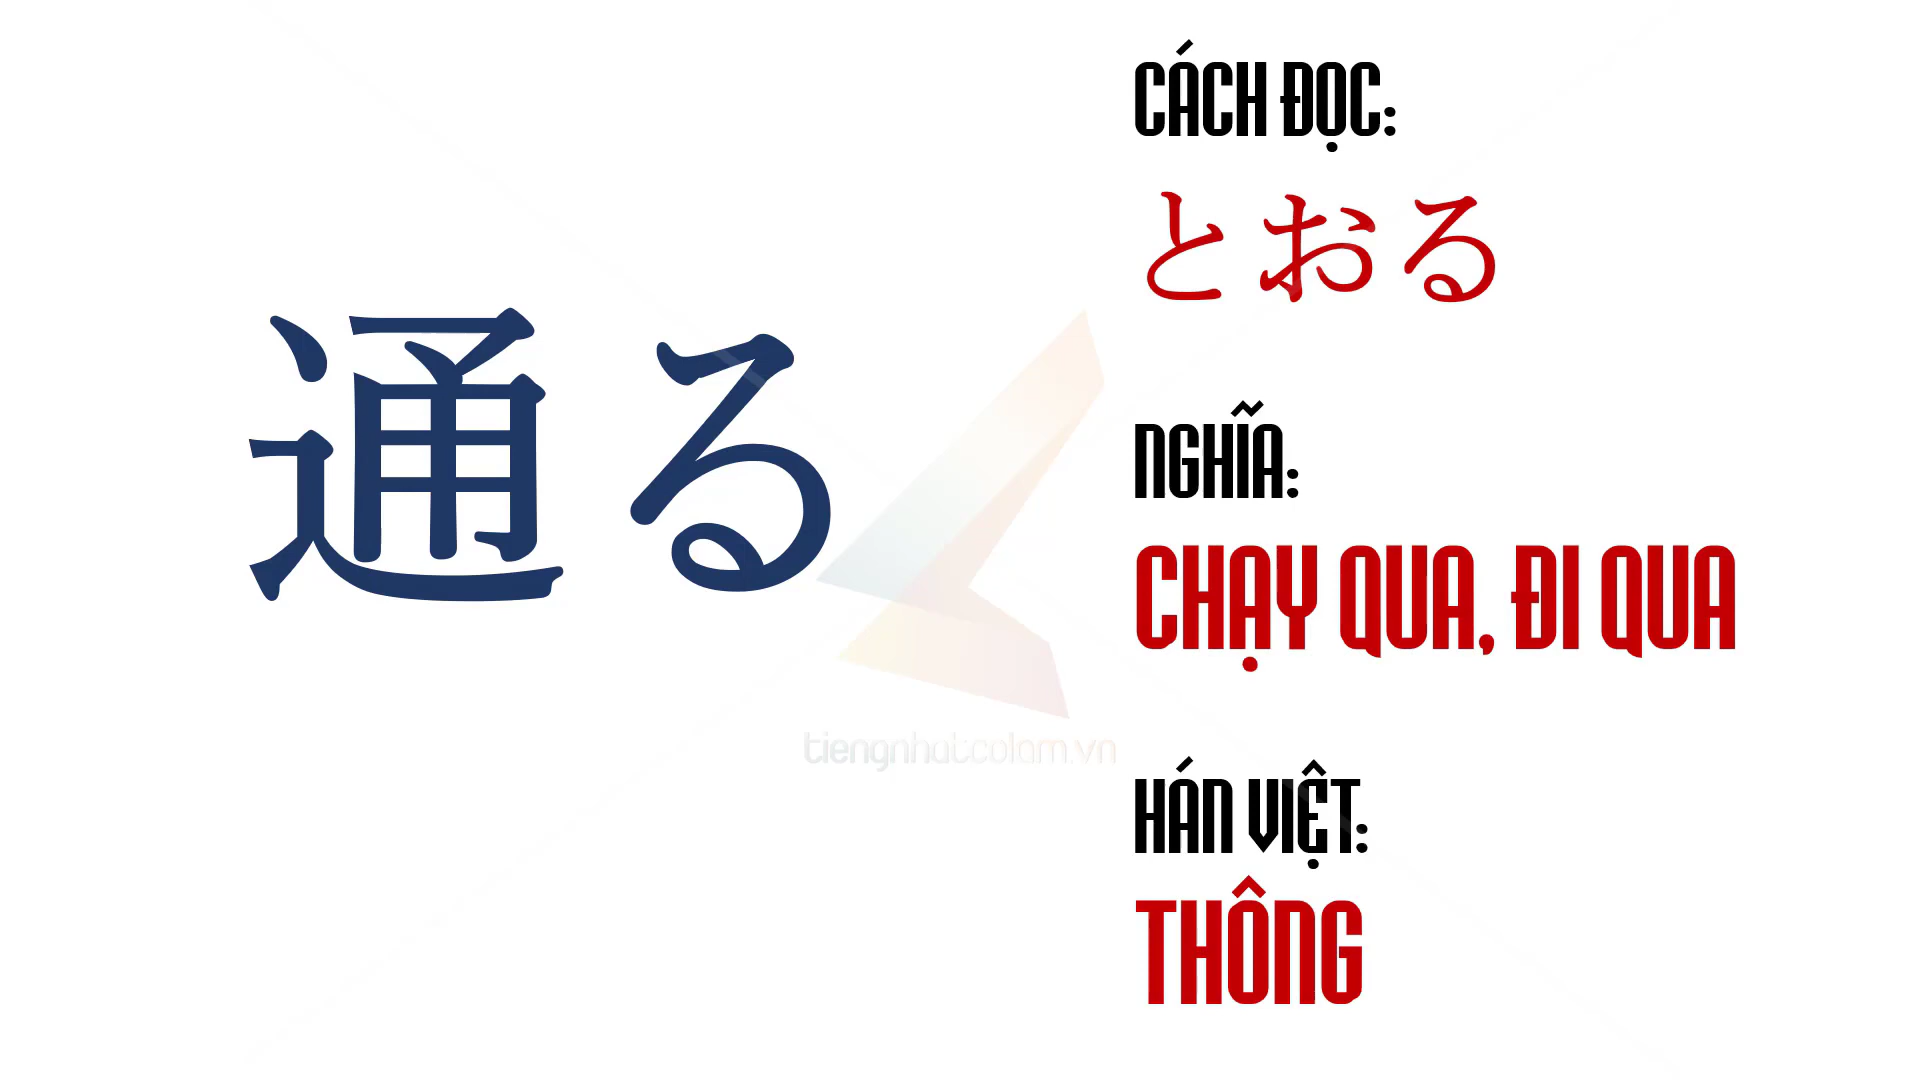 通る
CÁCH ĐỌC:
とおる
NGHĨA:
CHẠY QUA, ĐI QUA
HÁN VIỆT:
THÔNG
tiengnhatcolam.vn